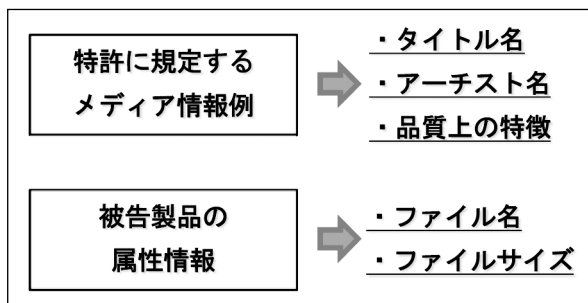 特許に規定する
メディア情報例
・タイトル名
・アーチスト名
・品質上の特徴
被告製品の
属性情報
・ファイル名
・ファイルサイズ